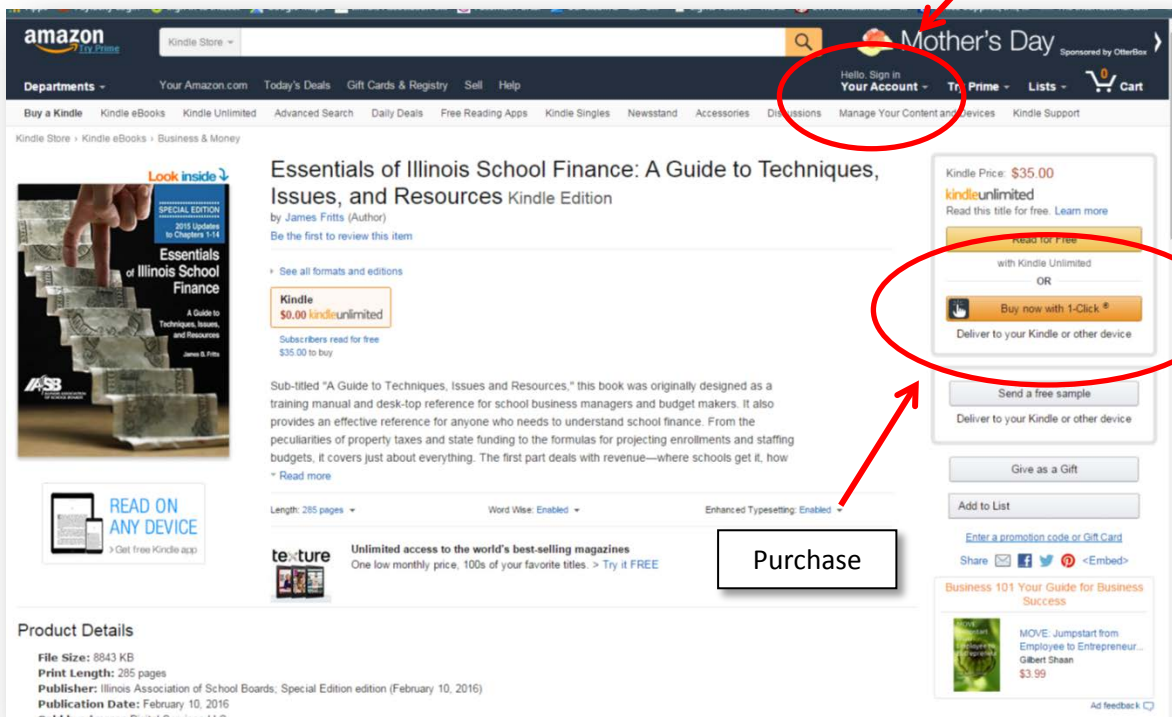 amazon
Try Prime
Kindle Store
Mother's Day Sponsored by OtterBox
Departments
Your Amazon.com Today's Deals Gift Cards & Registry Sell Help
Hello. Sign in
Your Account
Try Prime
Lists
0
Cart
Buy a Kindle Kindle eBooks Kindle Unlimited Advanced Search Daily Deals Free Reading Apps Kindle Singles Newsstand Accessories Discussions Manage Your Content and Devices Kindle Support
Kindle Store › Kindle eBooks › Business & Money
Look inside
SPECIAL EDITION
2015 Updates
to Chapters 1-14
Essentials
of Illinois School
Finance
A Guide to
Techniques, Issues,
and Resources
James B. Fritts
IASB
READ ON
ANY DEVICE
› Get free Kindle app
Essentials of Illinois School Finance: A Guide to Techniques,
Issues, and Resources Kindle Edition
by James Fritts (Author)
Be the first to review this item
See all formats and editions
Kindle
$0.00 kindleunlimited
Subscribers read for free
$35.00 to buy
Sub-titled "A Guide to Techniques, Issues and Resources," this book was originally designed as a
training manual and desk-top reference for school business managers and budget makers. It also
provides an effective reference for anyone who needs to understand school finance. From the
peculiarities of property taxes and state funding to the formulas for projecting enrollments and staffing
budgets, it covers just about everything. The first part deals with revenue—where schools get it, how
Read more
Length: 285 pages Word Wise: Enabled Enhanced Typesetting: Enabled
texture
Unlimited access to the world's best-selling magazines
One low monthly price, 100s of your favorite titles. > Try it FREE
Purchase
Kindle Price: $35.00
kindleunlimited
Read this title for free. Learn more
Read for Free
with Kindle Unlimited
OR
Buy now with 1-Click ®
Deliver to your Kindle or other device
Send a free sample
Deliver to your Kindle or other device
Give as a Gift
Add to List
Enter a promotion code or Gift Card
Share <Embed>
Business 101 Your Guide for Business
Success
MOVE: Jumpstart from
Employee to Entrepreneur...
Gilbert Shaan
$3.99
Ad feedback
Product Details
File Size: 8843 KB
Print Length: 285 pages
Publisher: Illinois Association of School Boards; Special Edition edition (February 10, 2016)
Publication Date: February 10, 2016